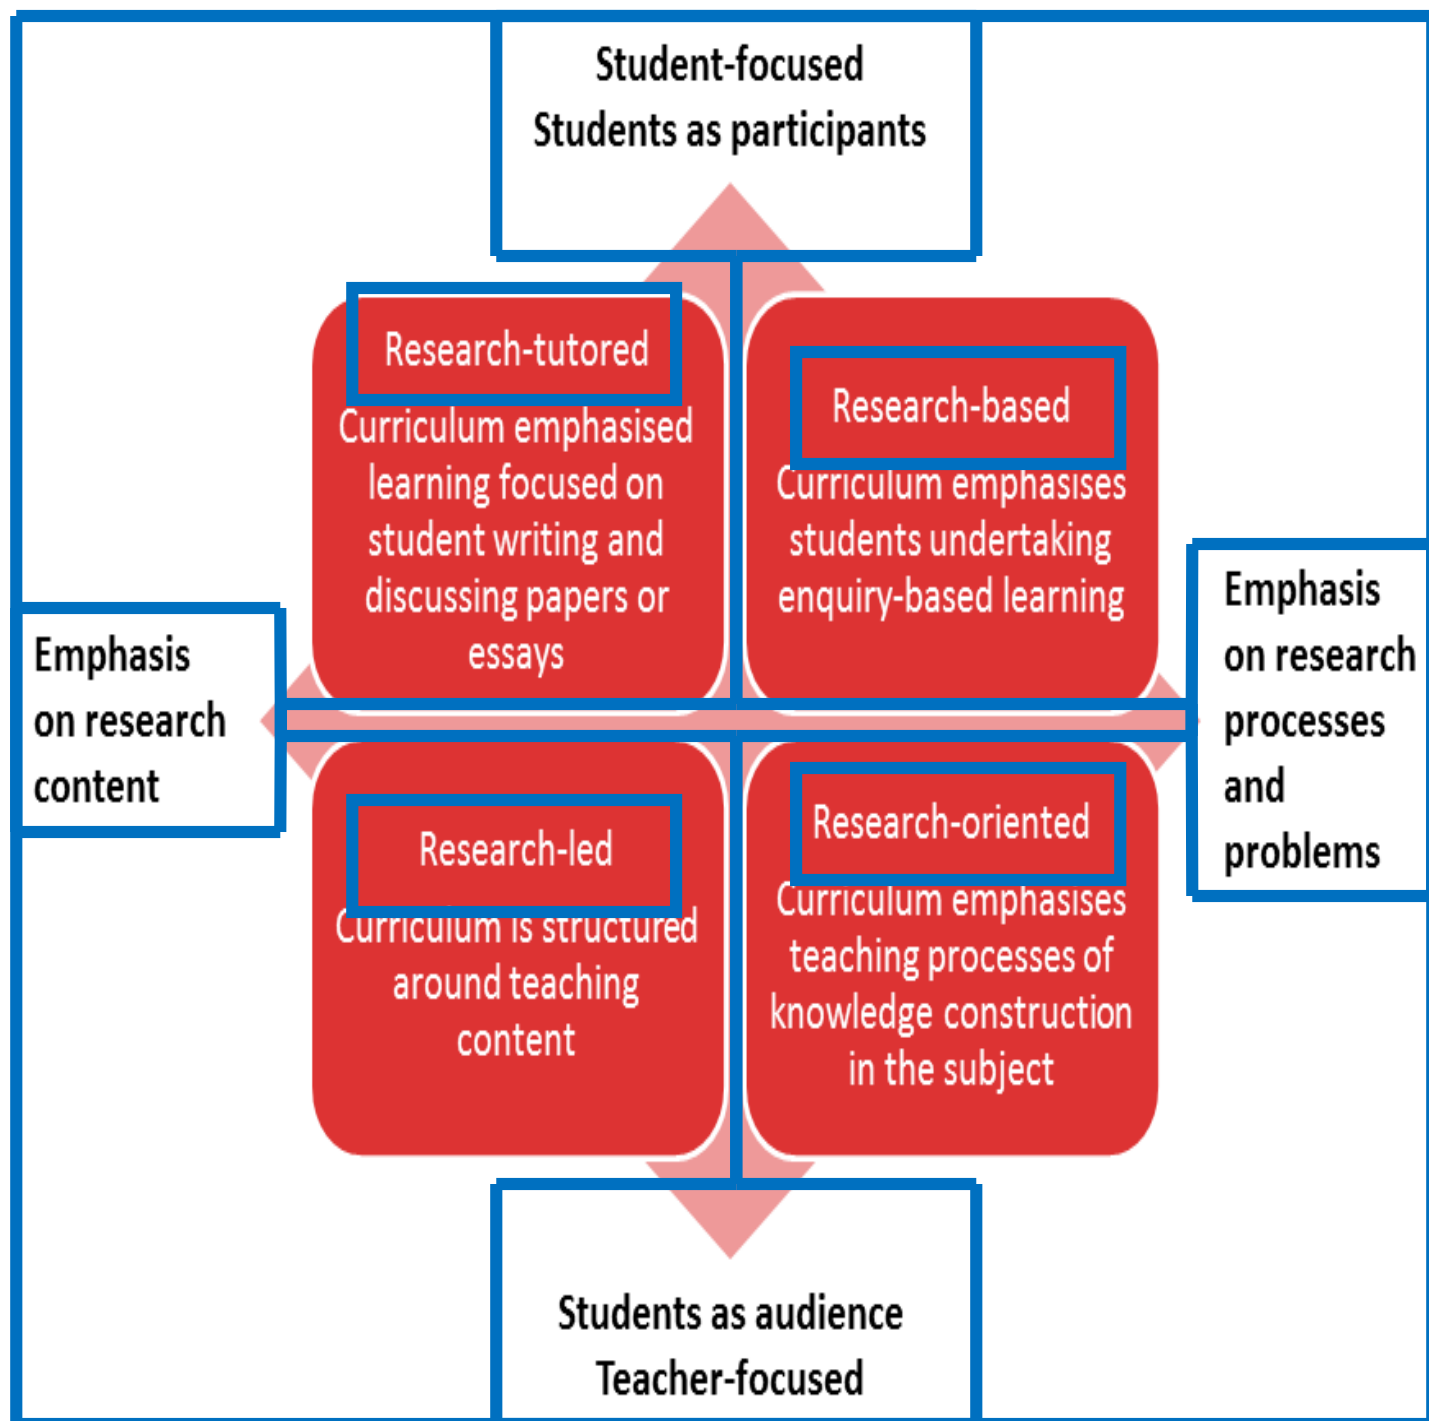 Student-focused
Students as participants
Research-tutored
Curriculum emphasised
learning focused on
student writing and
discussing papers or
essays
Research-based
Curriculum emphasises
students undertaking
enquiry-based learning
Emphasis
on research
content
Emphasis
on research
processes
and
problems
Research-led
Curriculum is structured
around teaching
content
Research-oriented
Curriculum emphasises
teaching processes of
knowledge construction
in the subject
Students as audience
Teacher-focused